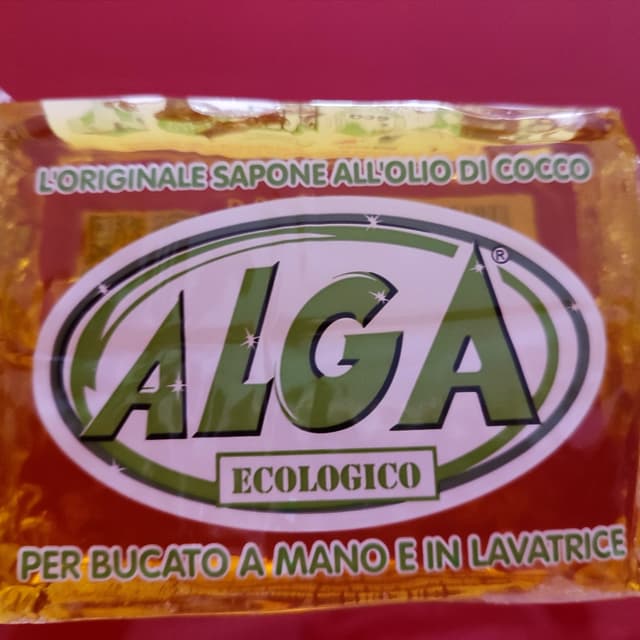 L'ORIGINALE SAPONE ALL'OLIO DI COCCO
ALGA®
ECOLOGICO
PER BUCATO A MANO E IN LAVATRICE